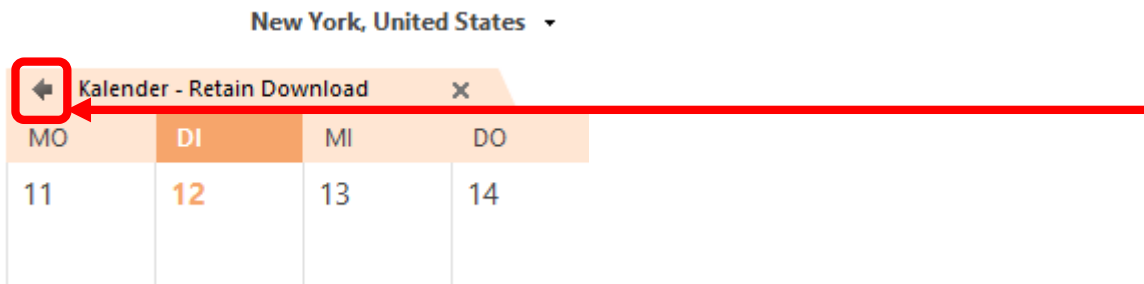 New York, United States
Kalender - Retain Download
MO DI MI DO
11 12 13 14